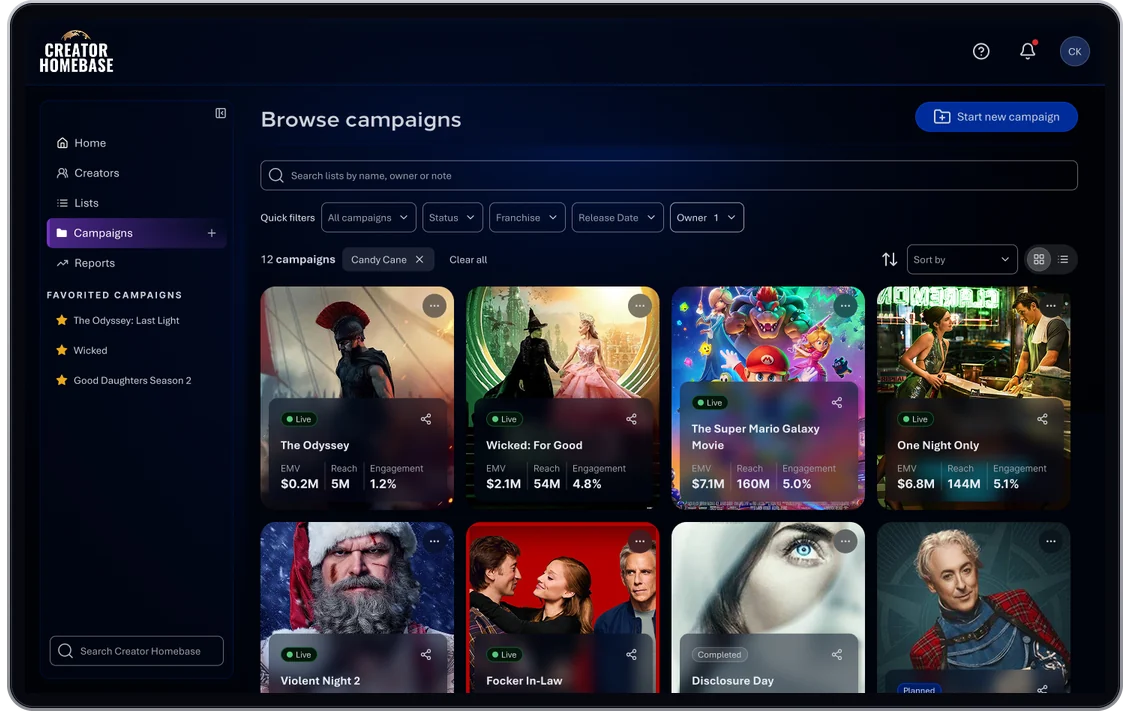 CREATOR
HOMEBASE
CK
Home
Creators
Lists
Campaigns
Reports
FAVORITED CAMPAIGNS
The Odyssey: Last Light
Wicked
Good Daughters Season 2
Search Creator Homebase
Browse campaigns
Start new campaign
Search lists by name, owner or note
Quick filters All campaigns Status Franchise Release Date Owner 1
12 campaigns Candy Cane Clear all Sort by
Live
The Odyssey
EMV Reach Engagement
$0.2M 5M 1.2%
Live
Wicked: For Good
EMV Reach Engagement
$2.1M 54M 4.8%
Live
The Super Mario Galaxy
Movie
EMV Reach Engagement
$7.1M 160M 5.0%
Live
One Night Only
EMV Reach Engagement
$6.8M 144M 5.1%
Live
Violent Night 2
Live
Focker In-Law
Completed
Disclosure Day
Planned